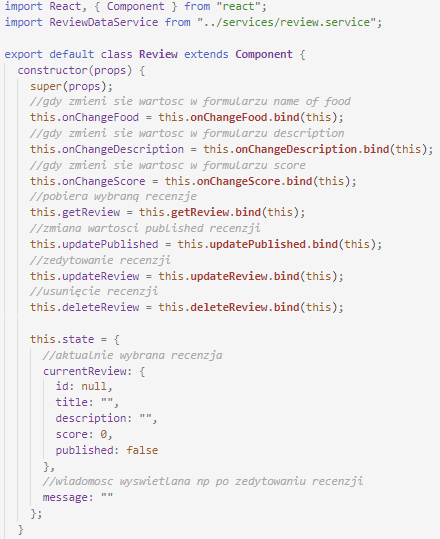 import React, { Component } from "react";
import ReviewDataService from "../services/review.service";
export default class Review extends Component {
constructor(props) {
super(props);
//gdy zmieni sie wartosc w formularzu name of food
this.onChangeFood = this.onChangeFood.bind(this);
//gdy zmieni sie wartosc w formularzu description
this.onChangeDescription = this.onChangeDescription.bind(this);
//gdy zmieni sie wartosc w formularzu score
this.onChangeScore = this.onChangeScore.bind(this);
//pobiera wybraną recenzje
this.getReview = this.getReview.bind(this);
//zmiana wartosci published recenzji
this.updatePublished = this.updatePublished.bind(this);
//zedytowanie recenzji
this.updateReview = this.updateReview.bind(this);
//usunięcie recenzji
this.deleteReview = this.deleteReview.bind(this);
this.state = {
//aktualnie wybrana recenzja
currentReview: {
id: null,
title: "",
description: "",
score: 0,
published: false
},
//wiadomosc wyswietlana np po zedytowaniu recenzji
message: ""
};
}